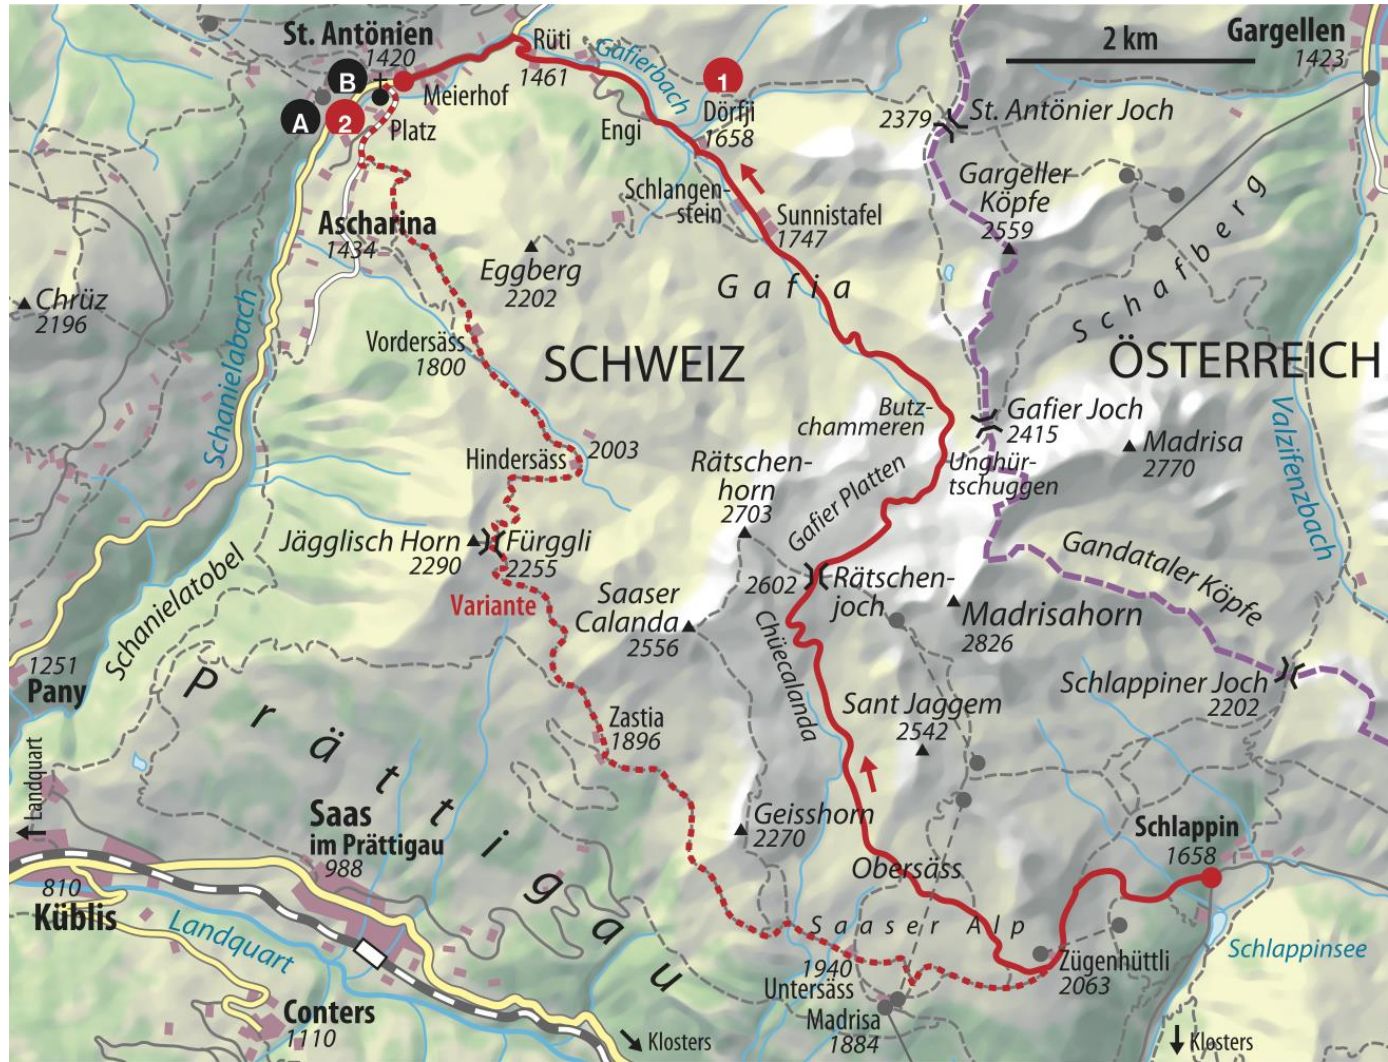 St. Antönien
1420
B
A
2
Meierhof
Platz
Rüti
1461
Gafierbach
Engi
1
Dörfji
1658
2 km
Gargellen
1423
2379
St. Antönier Joch
Gargeller
Köpfe
2559
Schlangen-
stein
Sunnistafel
1747
Ascharina
1434
Eggberg
2202
Chrüz
2196
Gafia
Schafberg
Schanielabach
Vordersäss
1800
SCHWEIZ
ÖSTERREICH
Butz-
chammeren
Gafier Joch
2415
Madrisa
2770
Valzifenzbach
Hindersäss
2003
Rätschen-
horn
2703
Unghür-
tschuggen
Gafier Platten
Jägglisch Horn
2290
Fürggli
2255
Variante
Schanielatobel
2602
Rätschen-
joch
Gandataler Köpfe
Saaser
Calanda
2556
Madrisahorn
2826
Chüecalanda
1251
Pany
Schlappiner Joch
2202
Prättigau
Zastia
1896
Sant Jaggem
2542
Landquart
Saas
im Prättigau
988
Geisshorn
2270
Schlappin
1658
Obersäss
810
Küblis
Landquart
Saaser Alp
Schlappinsee
1940
Untersäss
Zügenhüttli
2063
Conters
1110
Madrisa
1884
Klosters
Klosters